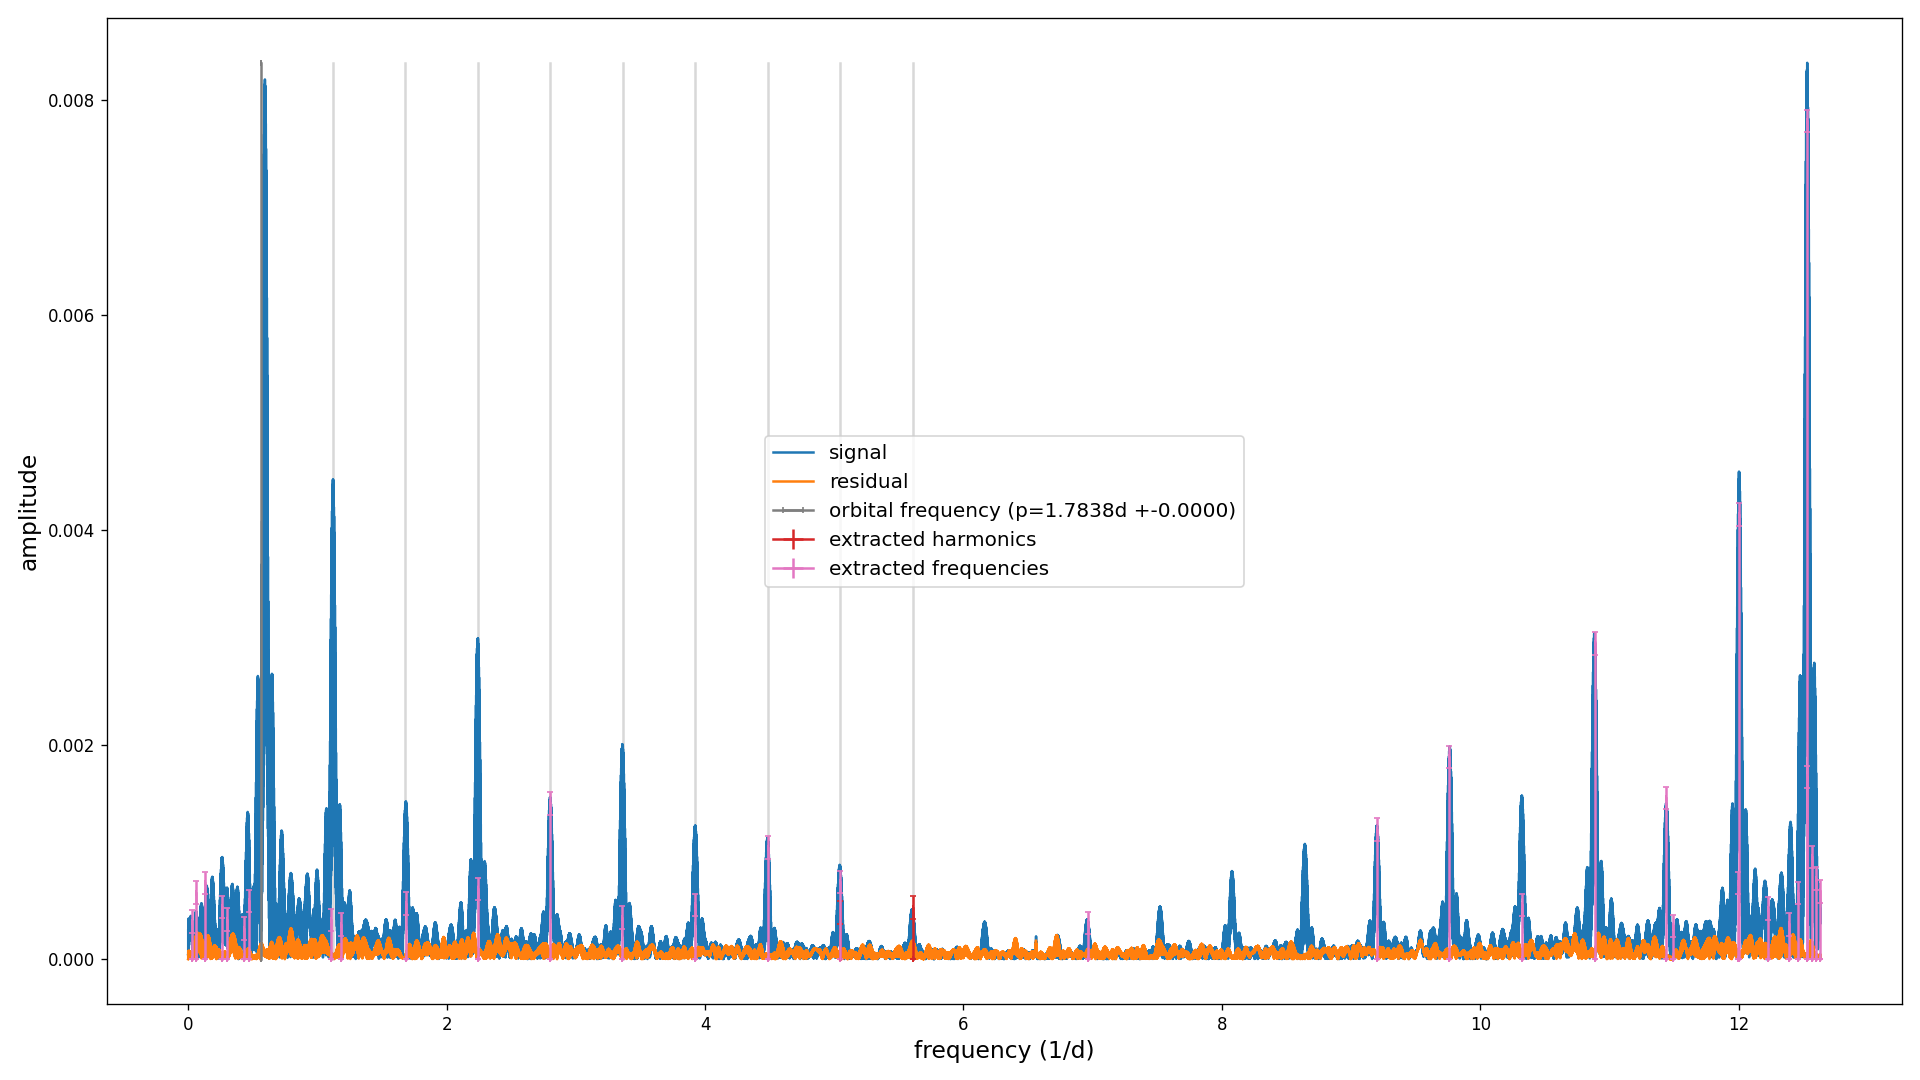 0.008
0.006
0.004
0.002
0.000
amplitude
signal
residual
orbital frequency (p=1.7838d +-0.0000)
extracted harmonics
extracted frequencies
0 2 4 6 8 10 12
frequency (1/d)